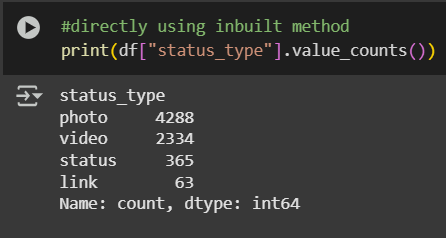 #directly using inbuilt method
print(df["status_type"].value_counts())
status_type
photo     4288
video     2334
status     365
link        63
Name: count, dtype: int64